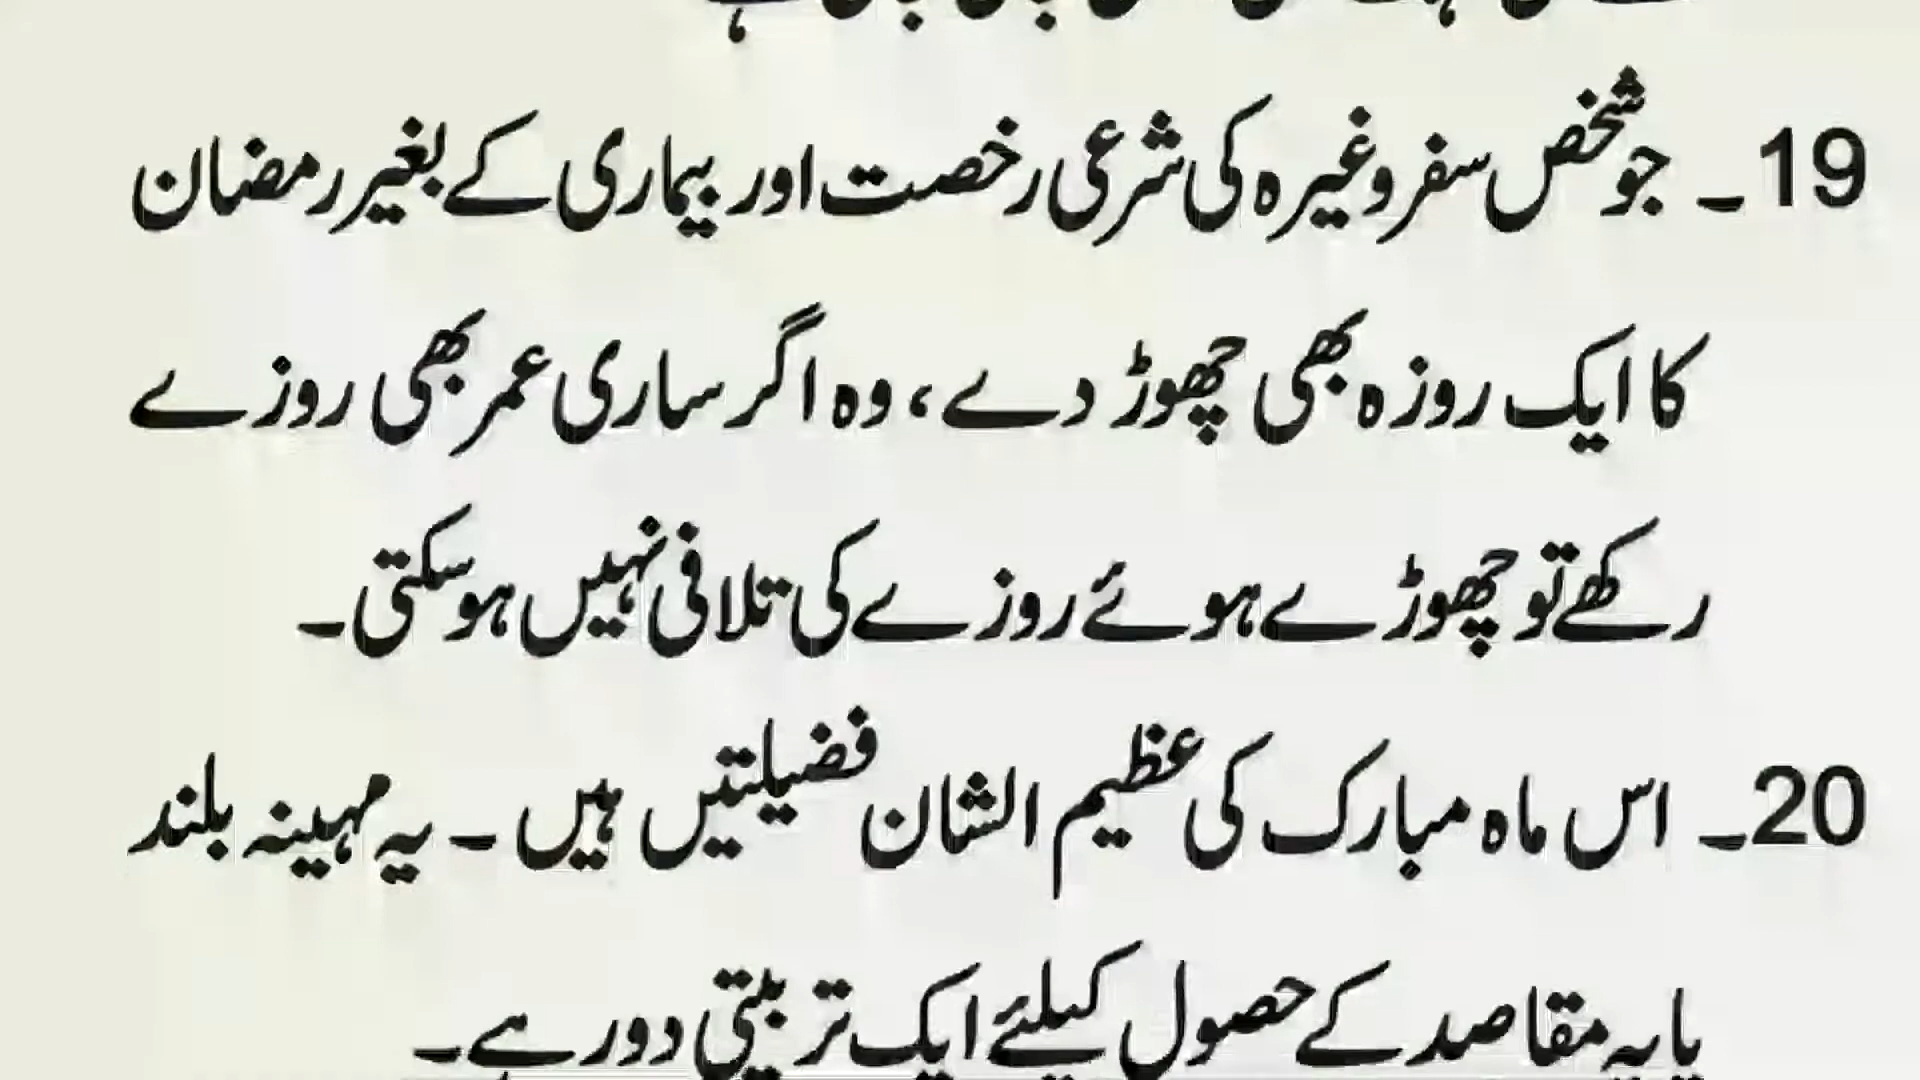 19۔ جو شخص سفر وغیرہ کی شرعی رخصت اور بیماری کے بغیر رمضان
کا ایک روزہ بھی چھوڑ دے، وہ اگر ساری عمر بھی روزے
رکھے تو چھوڑے ہوئے روزے کی تلافی نہیں ہو سکتی۔
20۔ اس ماہ مبارک کی عظیم الشان فضیلتیں ہیں۔ یہ مہینہ بلند
پایہ مقاصد کے حصول کیلئے ایک تربیتی دور ہے۔